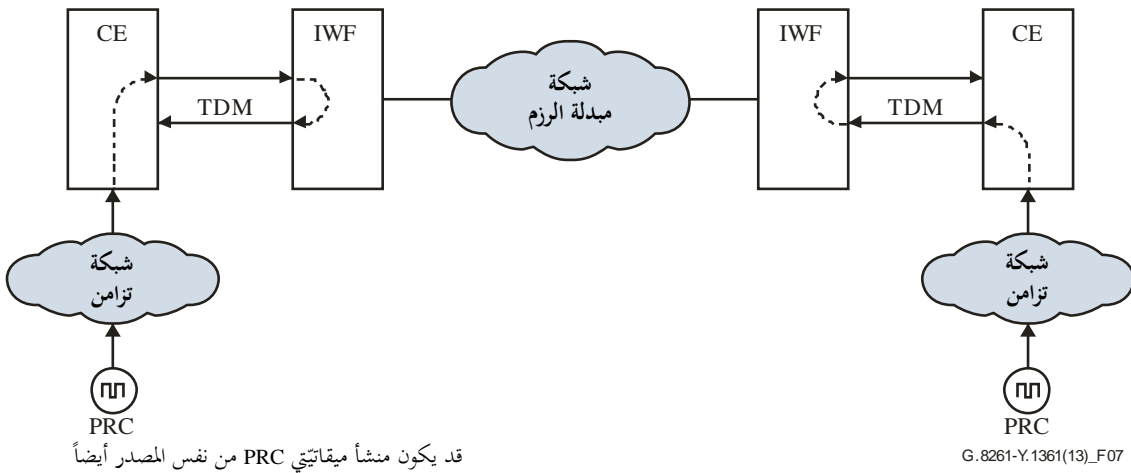 CE
IWF
IWF
CE
TDM
شبكة
مبدلة الرزم
TDM
شبكة
تزامن
شبكة
تزامن
PRC
PRC
قد يكون منشأ ميقاتيّتي PRC من نفس المصدر أيضاً
G.8261-Y.1361(13)_F07